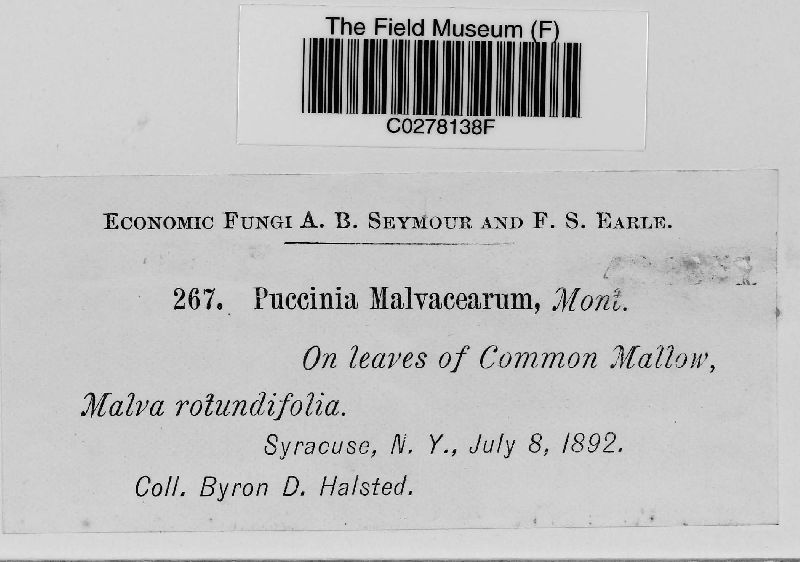 The Field Museum (F)
C0278138F
Economic Fungi A. B. Seymour and F. S. Earle.
267. Puccinia Malvacearum, Mont.
On leaves of Common Mallow,
Malva rotundifolia.
Syracuse, N. Y., July 8, 1892.
Coll. Byron D. Halsted.